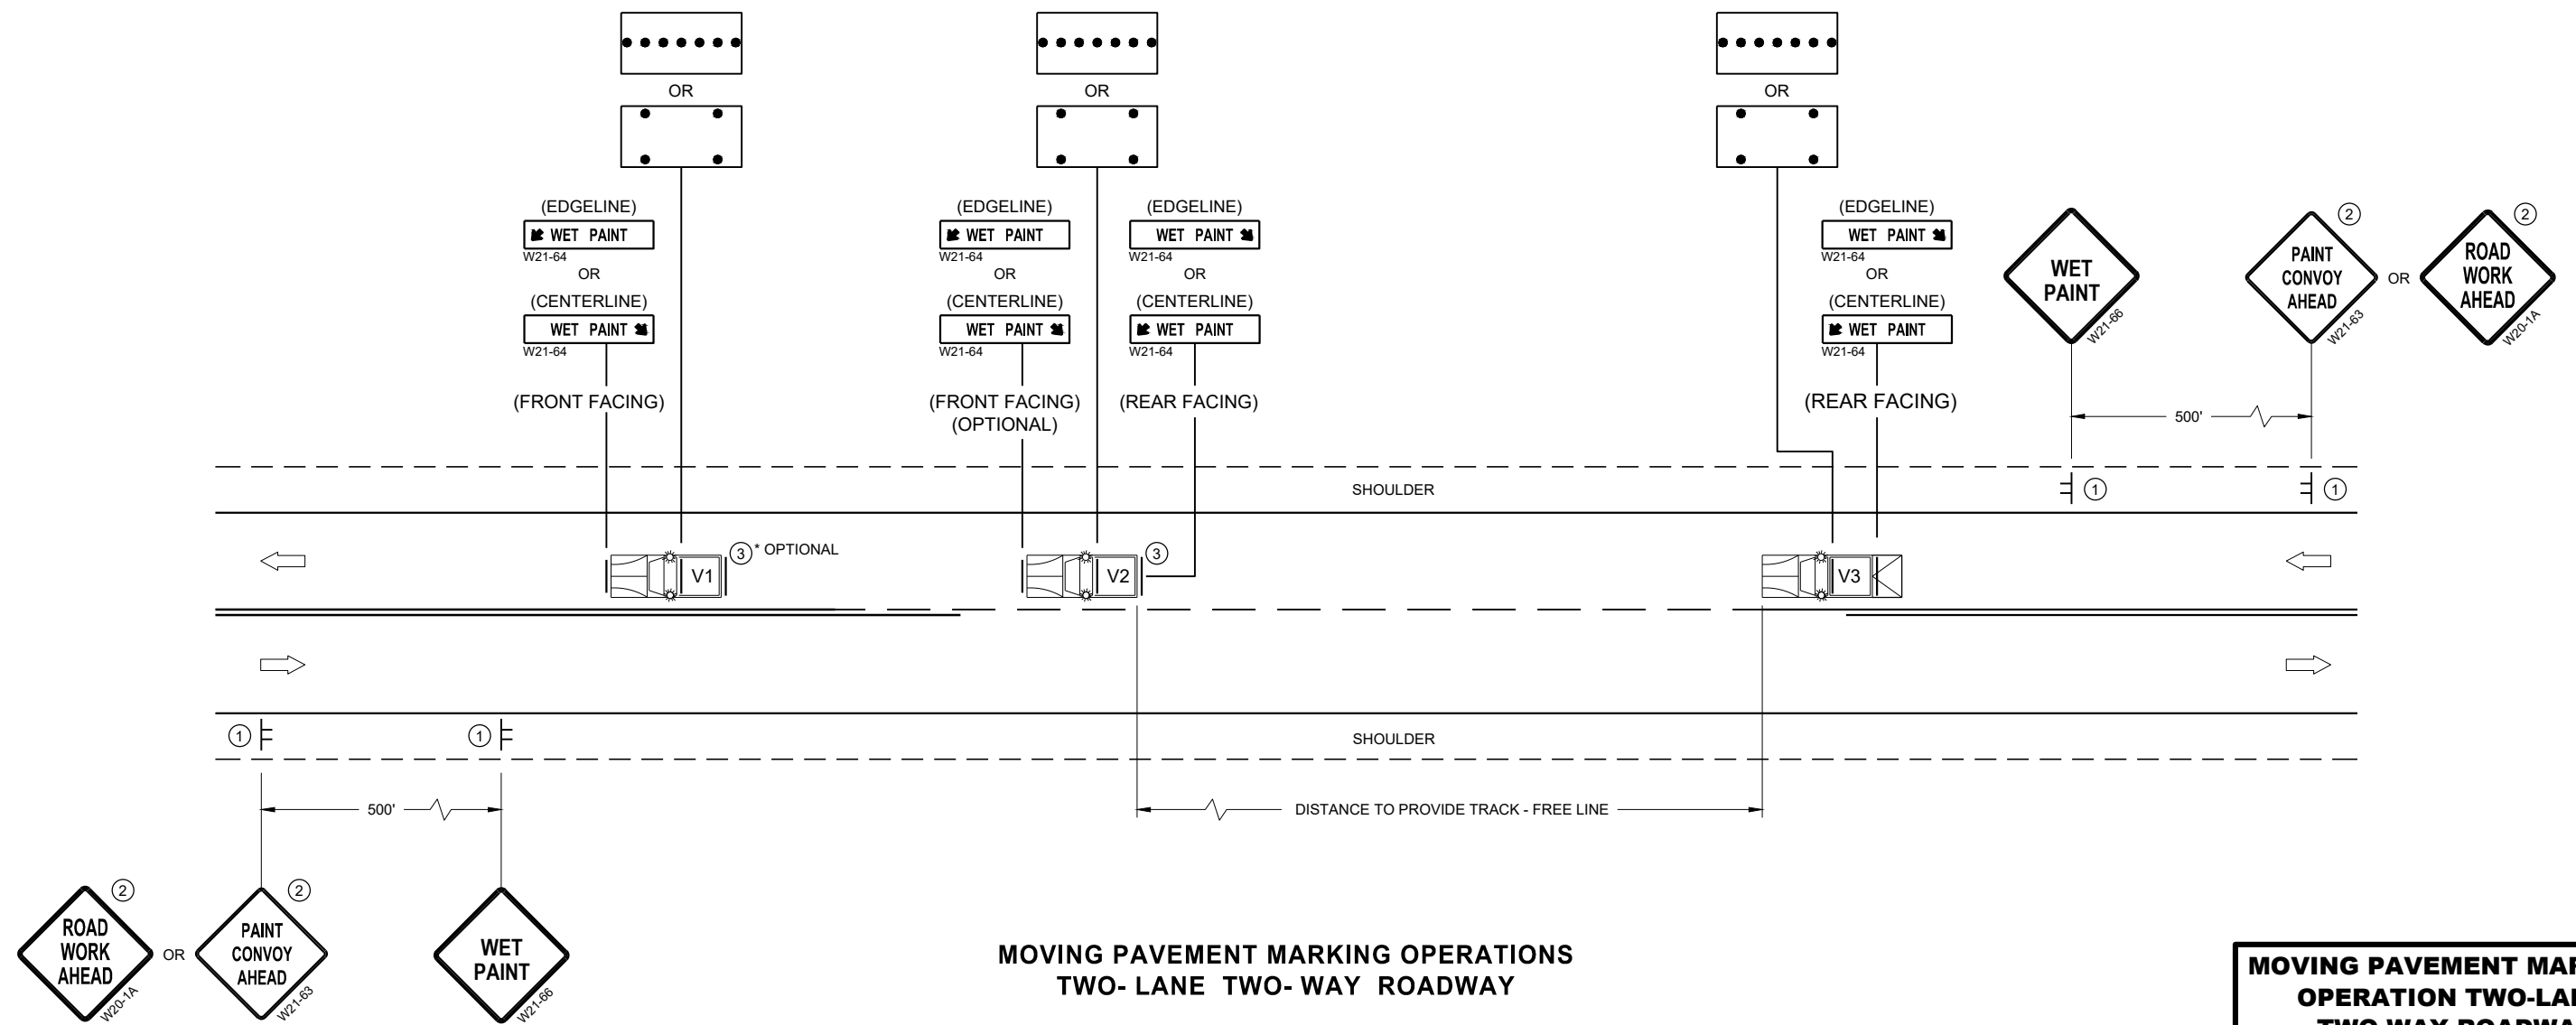 OR
OR
OR
(EDGELINE)
WET PAINT
W21-64
OR
(CENTERLINE)
WET PAINT
W21-64
(FRONT FACING)
(EDGELINE)
WET PAINT
W21-64
OR
(CENTERLINE)
WET PAINT
W21-64
(FRONT FACING)
(OPTIONAL)
(EDGELINE)
WET PAINT
W21-64
OR
(CENTERLINE)
WET PAINT
W21-64
(REAR FACING)
(EDGELINE)
WET PAINT
W21-64
OR
(CENTERLINE)
WET PAINT
W21-64
(REAR FACING)
WET
PAINT
W21-66
2
PAINT
CONVOY
AHEAD
W21-63
OR
2
ROAD
WORK
AHEAD
W20-1A
500'
SHOULDER
1
1
V1
3 * OPTIONAL
V2
3
V3
1
1
SHOULDER
500'
DISTANCE TO PROVIDE TRACK - FREE LINE
2
ROAD
WORK
AHEAD
W20-1A
OR
2
PAINT
CONVOY
AHEAD
W21-63
WET
PAINT
W21-66
MOVING PAVEMENT MARKING OPERATIONS
TWO- LANE TWO- WAY ROADWAY
MOVING PAVEMENT
OPERATION